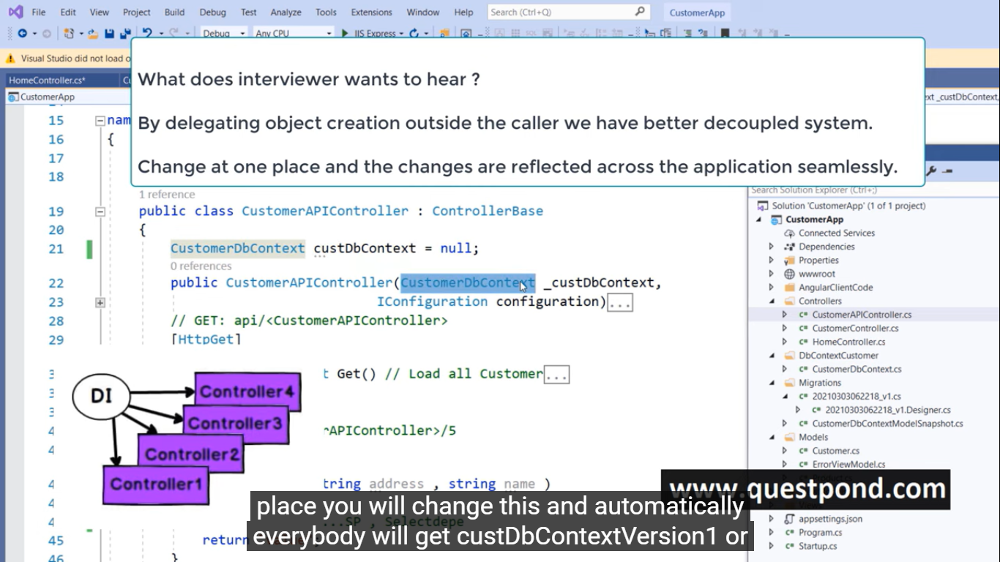 File Edit View Project Build Debug Test Analyze Tools Extensions Window Help Search (Ctrl+Q) CustomerApp
Debug Any CPU IIS Express
Visual Studio did not load o
What does interviewer wants to hear ?
By delegating object creation outside the caller we have better decoupled system.
Change at one place and the changes are reflected across the application seamlessly.
HomeController.cs*
CustomerApp
xt _custDbContext,
15 nam
16 {
17
18
1 reference
19 public class CustomerAPIController : ControllerBase
20 {
21 CustomerDbContext custDbContext = null;
0 references
22 public CustomerAPIController(CustomerDbContext _custDbContext,
23 IConfiguration configuration)...
28 // GET: api/<CustomerAPIController>
29 [HttpGet]
t Get() // Load all Customer...
rAPIController>/5
tring address , string name )
...SP , Selectdepe
45 return
46 }
DI
Controller4
Controller3
Controller2
Controller1
Search Solution Explorer (Ctrl+;)
Solution 'CustomerApp' (1 of 1 project)
CustomerApp
Connected Services
Dependencies
Properties
wwwroot
AngularClientCode
Controllers
C# CustomerAPIController.cs
C# CustomerController.cs
C# HomeController.cs
DbContextCustomer
C# CustomerDbContext.cs
Migrations
C# 20210303062218_v1.cs
C# 20210303062218_v1.Designer.cs
C# CustomerDbContextModelSnapshot.cs
Models
C# Customer.cs
C# ErrorViewModel.cs
appsettings.json
C# Program.cs
C# Startup.cs
www.questpond.com
place you will change this and automatically
everybody will get custDbContextVersion1 or